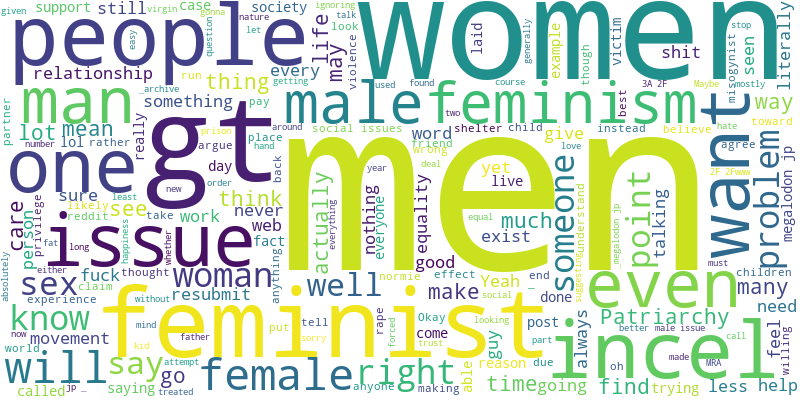 given
easy
virgin
nature
gonna
ignoring
talk
generally
stop
support
still
case
question
let
society
life
look
may
violence
people
women
laid
example
victim
shit
seen
misogynist
literally
relationship
every
run
getting
though
mostly
thing
_archive
used
found
course
3A 2F
Maybe
partner
man
something
pay
two
male
feminism
best
way
toward
lot
mean
lol
rather
really
place
around
social issues
shelter
child
instead
believe
hate
number
argue
prison
hand
friend
word
give
agree
one
gt
men
want
problem
day
back
wrong
deal
year
love
yet
2F 2Fwww
sure
new
order
think
nothing
everyone
equality
live
someone
point
talking
megalodon jp
care
person
privilege
likely
see
never
least
everything
actually
much
equal
understand
reddit
take
work
web
fact
good
exist
_megalodon jp
must
issue
woman
anything
whether
happiness
fat
long
either
sex
fuck
resubmit
normie
effect
Yeah
end
_
suggesting
even
children
many
absolutely
experience
claim
thought
without
well
make
social
done
need
know
feminist
put
rape
Okay
looking
post
always
Patriarchy
now
movement
mind
father
tell
forced
come
trust
guy
part
better
male issue
call
feel
willing
world
kid
sorry
incel
oh
made
MRA
will
say
attempt
female
right
able
reason
due
find
trying
less
help
called
JP _
saying
go
treated
anyone
making
time
going